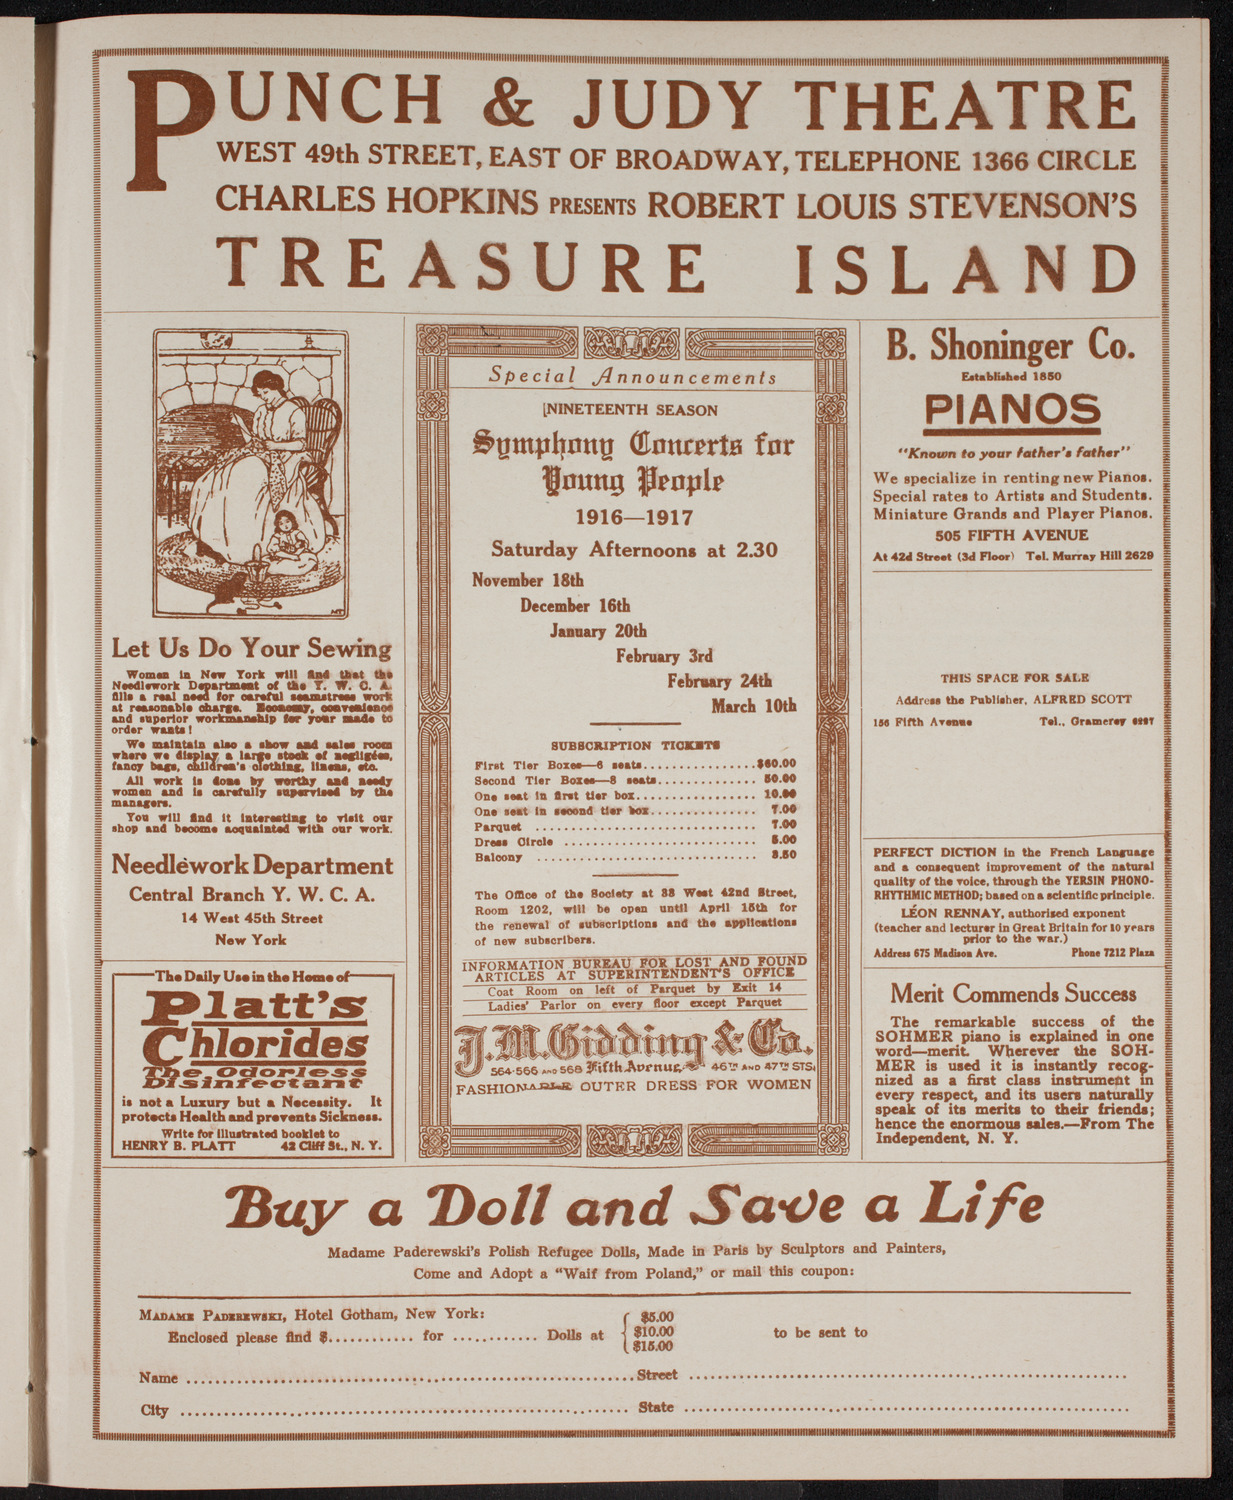 PUNCH & JUDY THEATRE
WEST 49th STREET, EAST OF BROADWAY, TELEPHONE 1366 CIRCLE
CHARLES HOPKINS PRESENTS ROBERT LOUIS STEVENSON'S
TREASURE ISLAND
Let Us Do Your Sewing
Women in New York will find that the
Needlework Department of the Y. W. C. A.
fills a real need for careful seamstress work
at reasonable charge. Economy, convenience
and superior workmanship for your made to
order wants!
We maintain also a show and sales room
where we display a large stock of negligées,
fancy bags, children's clothing, linens, etc.
All work is done by worthy and needy
women and is carefully supervised by the
managers.
You will find it interesting to visit our
shop and become acquainted with our work.
Needlework Department
Central Branch Y. W. C. A.
14 West 45th Street
New York
The Daily Use in the Home of
Platt's
Chlorides
The Odorless
Disinfectant
is not a Luxury but a Necessity. It
protects Health and prevents Sickness.
Write for illustrated booklet to
HENRY B. PLATT 42 Cliff St., N. Y.
Special Announcements
NINETEENTH SEASON
Symphony Concerts for
Young People
1916—1917
Saturday Afternoons at 2.30
November 18th
December 16th
January 20th
February 3rd
February 24th
March 10th
SUBSCRIPTION TICKETS
First Tier Boxes—6 seats................$60.00
Second Tier Boxes—8 seats.............. 50.00
One seat in first tier box................. 10.00
One seat in second tier box............... 7.00
Parquet ................................ 7.00
Dress Circle ............................ 5.00
Balcony ................................ 3.50
The Office of the Society at 33 West 42nd Street,
Room 1202, will be open until April 15th for
the renewal of subscriptions and the applications
of new subscribers.
INFORMATION BUREAU FOR LOST AND FOUND
ARTICLES AT SUPERINTENDENT'S OFFICE
Coat Room on left of Parquet by Exit 14
Ladies' Parlor on every floor except Parquet
J.M. Gidding & Co.
564-566 AND 568 Fifth Avenue, 46TH AND 47TH STS.
FASHIONABLE OUTER DRESS FOR WOMEN
B. Shoninger Co.
Established 1850
PIANOS
"Known to your father's father"
We specialize in renting new Pianos.
Special rates to Artists and Students.
Miniature Grands and Player Pianos.
505 FIFTH AVENUE
At 42d Street (3d Floor) Tel. Murray Hill 2629
THIS SPACE FOR SALE
Address the Publisher, ALFRED SCOTT
156 Fifth Avenue Tel., Gramercy
PERFECT DICTION in the French Language
and a consequent improvement of the natural
quality of the voice, through the YERSIN PHONO-
RHYTHMIC METHOD; based on a scientific principle.
LÉON RENNAY, authorised exponent
(teacher and lecturer in Great Britain for 10 years
prior to the war.)
Address 675 Madison Ave. Phone 7212 Plaza
Merit Commends Success
The remarkable success of the
SOHMER piano is explained in one
word—merit. Wherever the SOH-
MER is used it is instantly recog-
nized as a first class instrument in
every respect, and its users naturally
speak of its merits to their friends;
hence the enormous sales.—From The
Independent, N. Y.
Buy a Doll and Save a Life
Madame Paderewski's Polish Refugee Dolls, Made in Paris by Sculptors and Painters,
Come and Adopt a "Waif from Poland," or mail this coupon:
MADAME PADEREWSKI, Hotel Gotham, New York:
Enclosed please find $............ for ............ Dolls at { $5.00 $10.00 $15.00 to be sent to
Name ................................................................ Street ................................................................
City ................................................................ State ................................................................